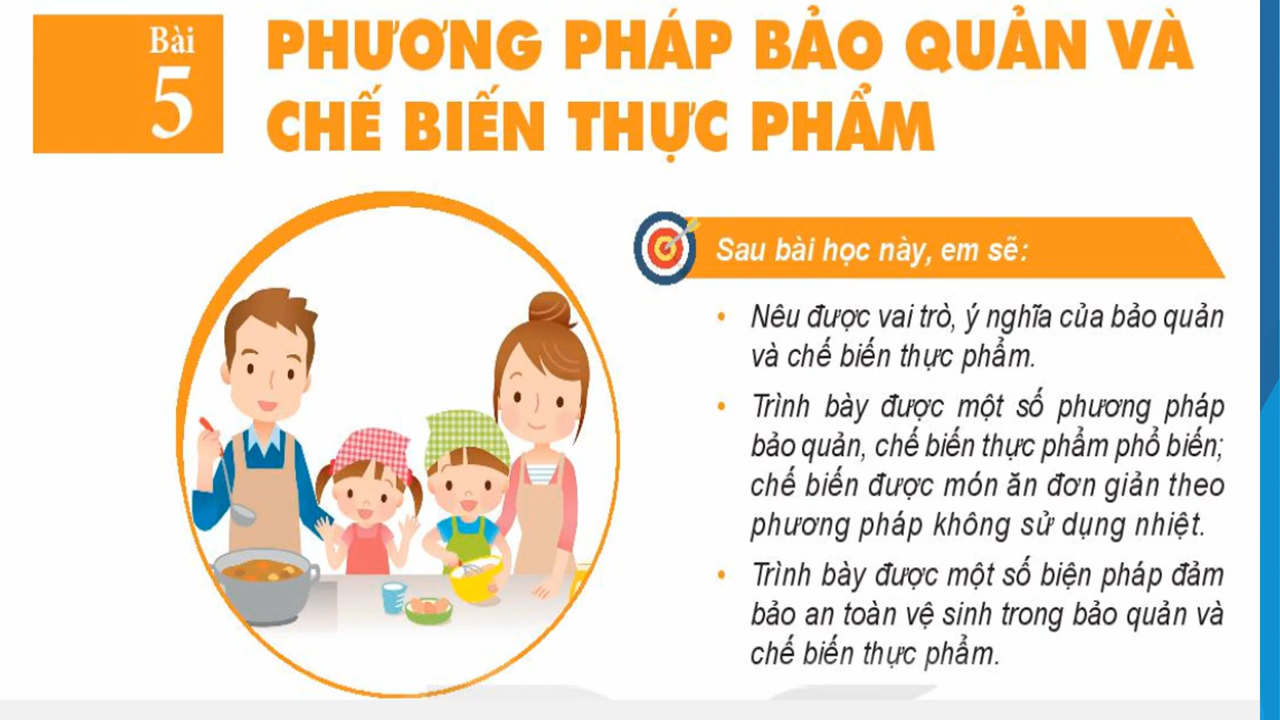 Bài
5
PHƯƠNG PHÁP BẢO QUẢN VÀ
CHẾ BIẾN THỰC PHẨM
Sau bài học này, em sẽ:
• Nêu được vai trò, ý nghĩa của bảo quản
và chế biến thực phẩm.
• Trình bày được một số phương pháp
bảo quản, chế biến thực phẩm phổ biến;
chế biến được món ăn đơn giản theo
phương pháp không sử dụng nhiệt.
• Trình bày được một số biện pháp đảm
bảo an toàn vệ sinh trong bảo quản và
chế biến thực phẩm.